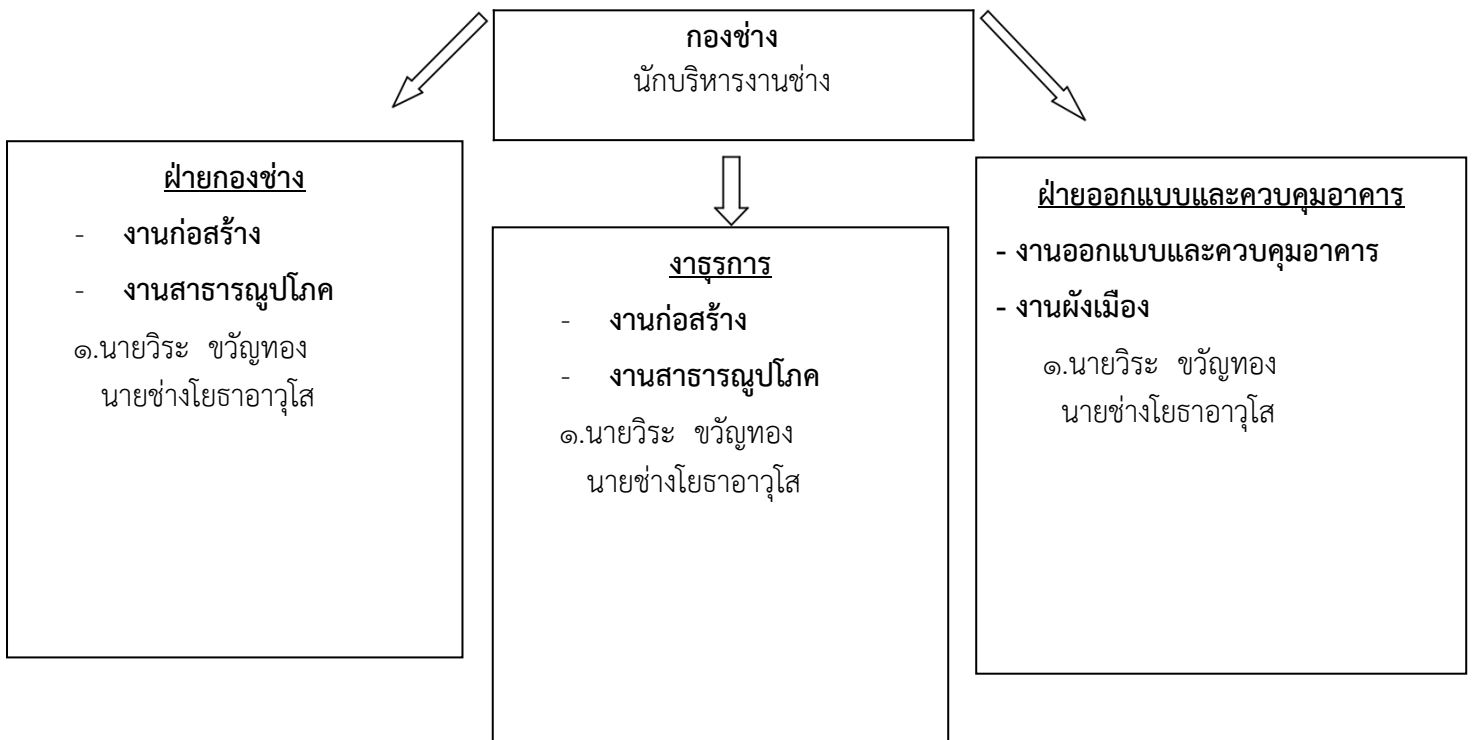 กองช่าง
นักบริหารงานช่าง
ฝ่ายกองช่าง
- งานก่อสร้าง
- งานสาธารณูปโภค
๑.นายวิระ ขวัญทอง
นายช่างโยธาอาวุโส
งาธุรการ
- งานก่อสร้าง
- งานสาธารณูปโภค
๑.นายวิระ ขวัญทอง
นายช่างโยธาอาวุโส
ฝ่ายออกแบบและควบคุมอาคาร
- งานออกแบบและควบคุมอาคาร
- งานผังเมือง
๑.นายวิระ ขวัญทอง
นายช่างโยธาอาวุโส